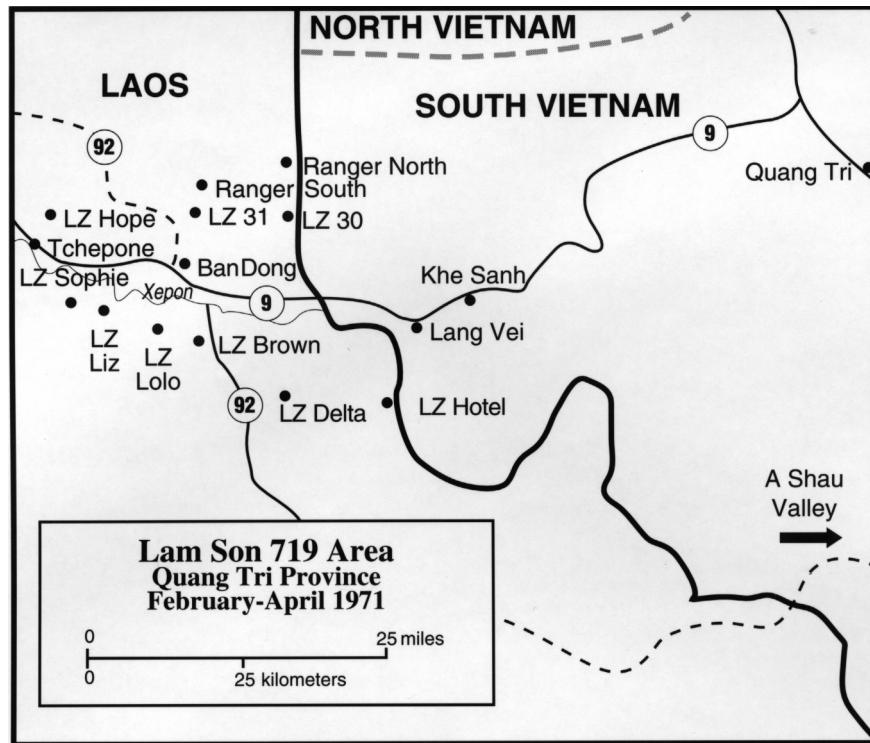 NORTH VIETNAM
LAOS
SOUTH VIETNAM
92
9
Ranger North
Quang Tri
Ranger South
LZ Hope
LZ 31
LZ 30
Tchepone
BanDong
Khe Sanh
LZ Sophie
Xepon
9
Lang Vei
LZ
Liz
LZ
Lolo
LZ Brown
92
LZ Delta
LZ Hotel
A Shau
Valley
Lam Son 719 Area
Quang Tri Province
February-April 1971
0
25 miles
0
25 kilometers